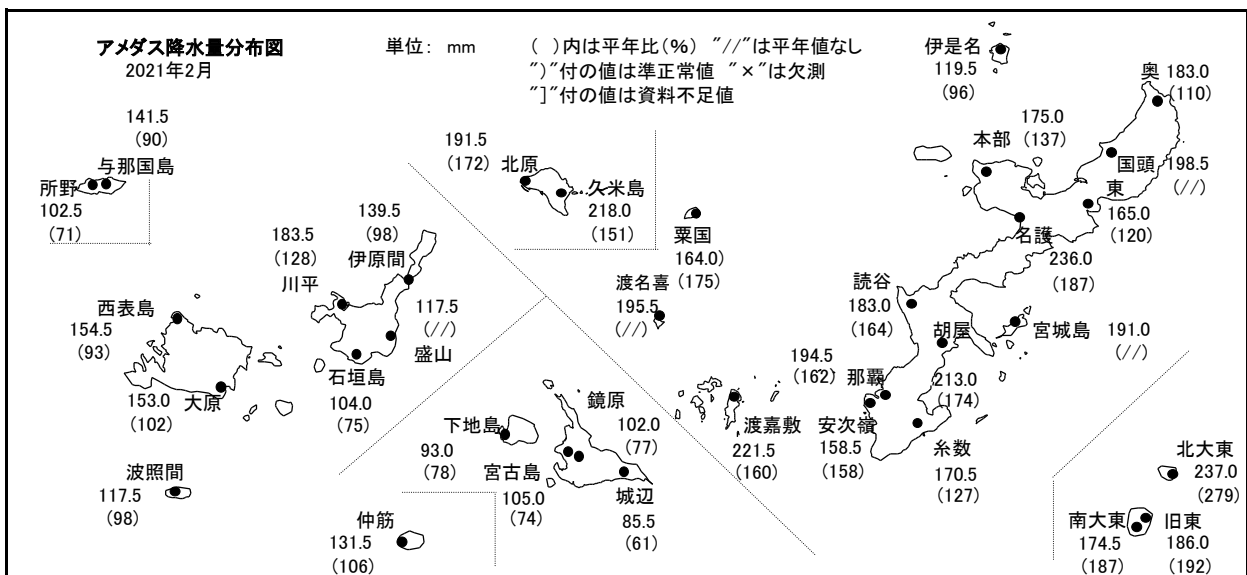 アメダス降水量分布図 単位: mm ( )内は平年比(%) "//"は平年値なし
2021年2月 ")"付の値は準正常値 "×"は欠測
"]"付の値は資料不足値
伊是名
119.5
(96)
奥 183.0
(110)
175.0
(137)
本部
国頭 198.5
(//)
東
165.0
(120)
名護
236.0
(187)
141.5
(90)
与那国島
所野
102.5
(71)
191.5
(172) 北原
久米島
218.0
(151)
粟国
164.0)
(175)
渡名喜
195.5
(//)
読谷
183.0
(164)
胡屋
213.0
(174)
宮城島 191.0
(//)
194.5
(162) 那覇
安次嶺
158.5
(158)
糸数
170.5
(127)
渡嘉敷
221.5
(160)
139.5
(98)
伊原間
183.5
(128)
川平
117.5
(//)
盛山
石垣島
104.0
(75)
西表島
154.5
(93)
153.0 大原
(102)
波照間
117.5
(98)
下地島
93.0
(78)
鏡原
102.0
(77)
宮古島
105.0
(74)
城辺
85.5
(61)
仲筋
131.5
(106)
北大東
237.0
(279)
南大東
174.5
(187)
旧東
186.0
(192)